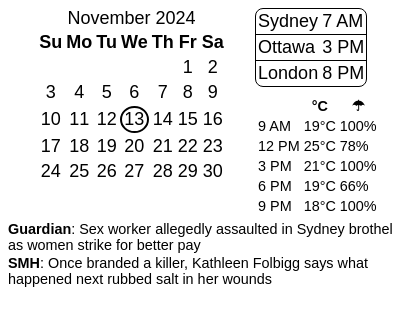 November 2024
Su Mo Tu We Th Fr Sa
1 2
3 4 5 6 7 8 9
10 11 12 13 14 15 16
17 18 19 20 21 22 23
24 25 26 27 28 29 30
Sydney 7 AM
Ottawa 3 PM
London 8 PM
°C ☂
9 AM 19°C 100%
12 PM 25°C 78%
3 PM 21°C 100%
6 PM 19°C 66%
9 PM 18°C 100%
Guardian: Sex worker allegedly assaulted in Sydney brothel
as women strike for better pay
SMH: Once branded a killer, Kathleen Folbigg says what
happened next rubbed salt in her wounds